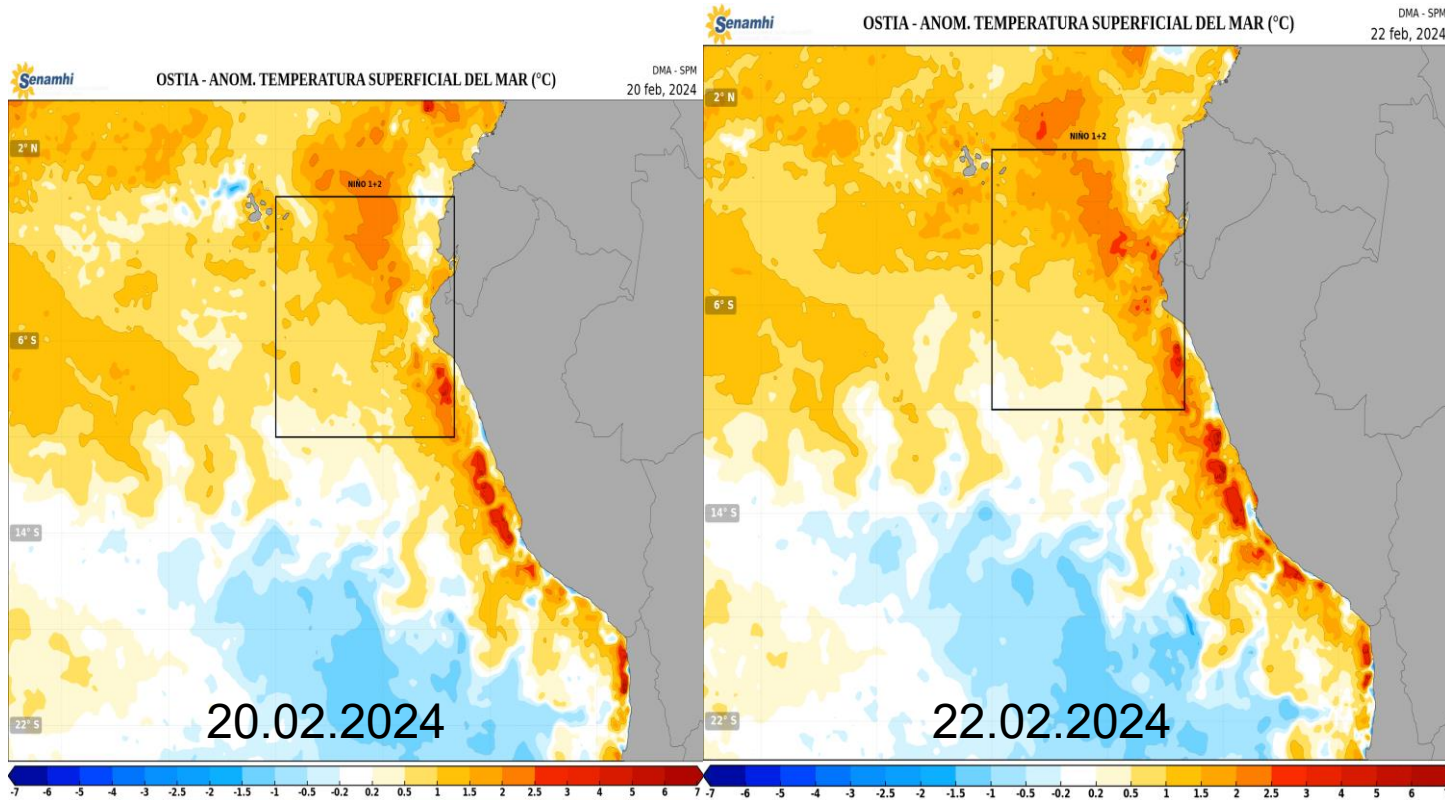 Senamhi
OSTIA - ANOM. TEMPERATURA SUPERFICIAL DEL MAR (°C)
DMA - SPM
20 feb, 2024
2° N
NIÑO 1+2
6° S
14° S
22° S
20.02.2024
-7 -6 -5 -4 -3 -2.5 -2 -1.5 -1 -0.5 -0.2 0.2 0.5 1 1.5 2 2.5 3 4 5 6 7
Senamhi
OSTIA - ANOM. TEMPERATURA SUPERFICIAL DEL MAR (°C)
DMA - SPM
22 feb, 2024
2° N
NIÑO 1+2
6° S
14° S
22° S
22.02.2024
-7 -6 -5 -4 -3 -2.5 -2 -1.5 -1 -0.5 -0.2 0.2 0.5 1 1.5 2 2.5 3 4 5 6